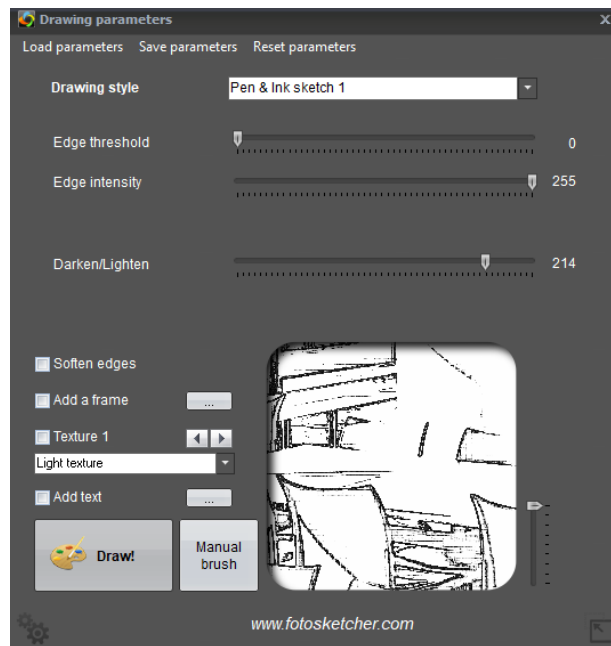 Drawing parameters x
Load parameters Save parameters Reset parameters
Drawing style Pen & Ink sketch 1
Edge threshold 0
Edge intensity 255
Darken/Lighten 214
Soften edges
Add a frame ...
Texture 1
Light texture
Add text ...
Draw! Manual brush
www.fotosketcher.com